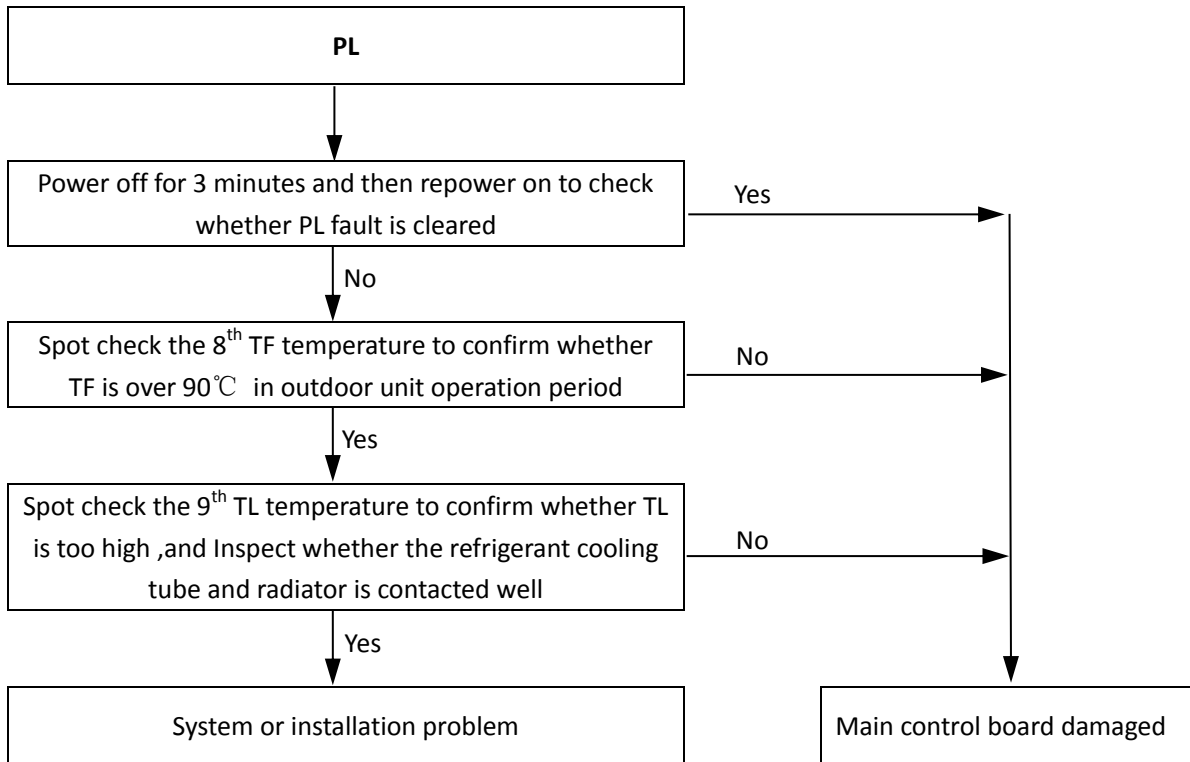 PL
Power off for 3 minutes and then repower on to check
whether PL fault is cleared
Yes
No
Spot check the 8th TF temperature to confirm whether
TF is over 90℃ in outdoor unit operation period
No
Yes
Spot check the 9th TL temperature to confirm whether TL
is too high ,and Inspect whether the refrigerant cooling
tube and radiator is contacted well
No
Yes
System or installation problem
Main control board damaged